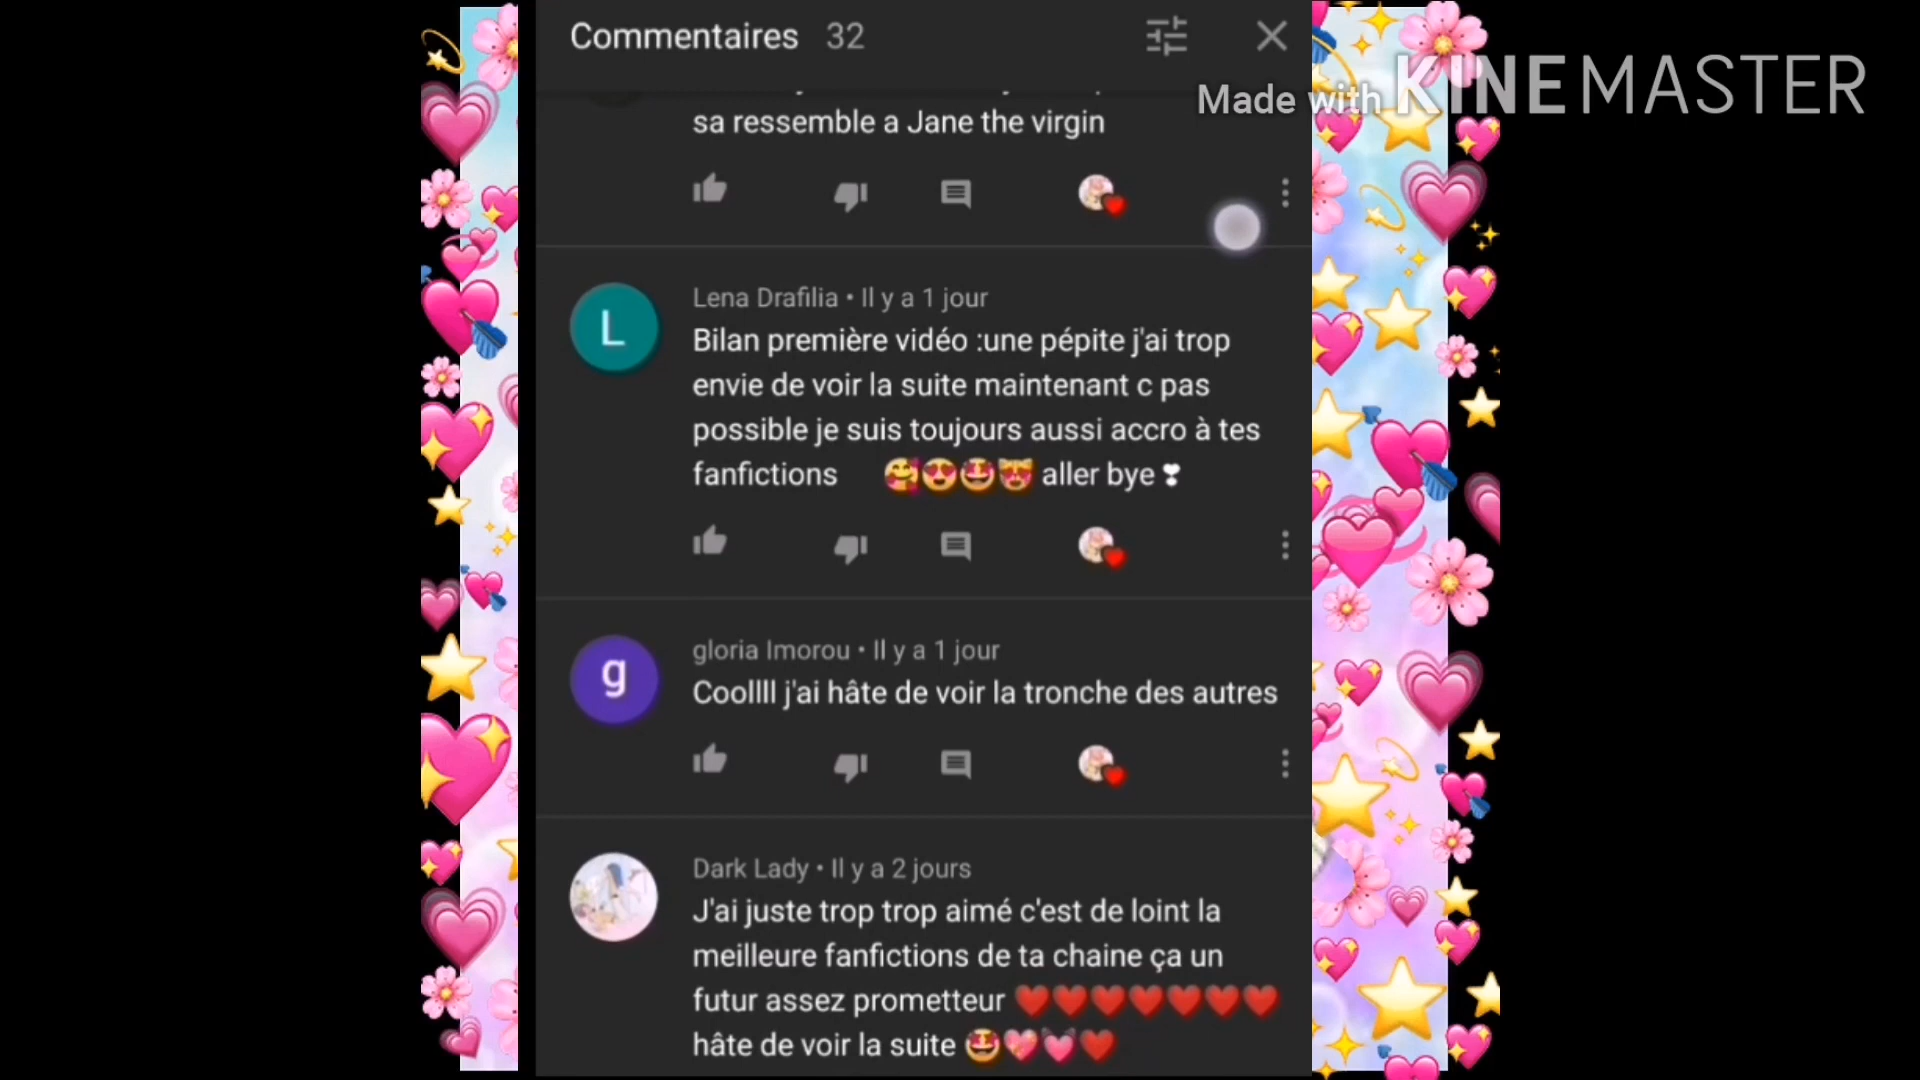 Commentaires 32
Made with KINEMASTER
sa ressemble a Jane the virgin
L
Lena Drafilia • Il y a 1 jour
Bilan première vidéo :une pépite j'ai trop
envie de voir la suite maintenant c pas
possible je suis toujours aussi accro à tes
fanfictions 🥰😍🤩😻 aller bye❣
g
gloria Imorou • Il y a 1 jour
Coollll j'ai hâte de voir la tronche des autres
Dark Lady • Il y a 2 jours
J'ai juste trop trop aimé c'est de loint la
meilleure fanfictions de ta chaine ça un
futur assez prometteur ❤️❤️❤️❤️❤️❤️❤️
hâte de voir la suite 🤩💖💓❤️